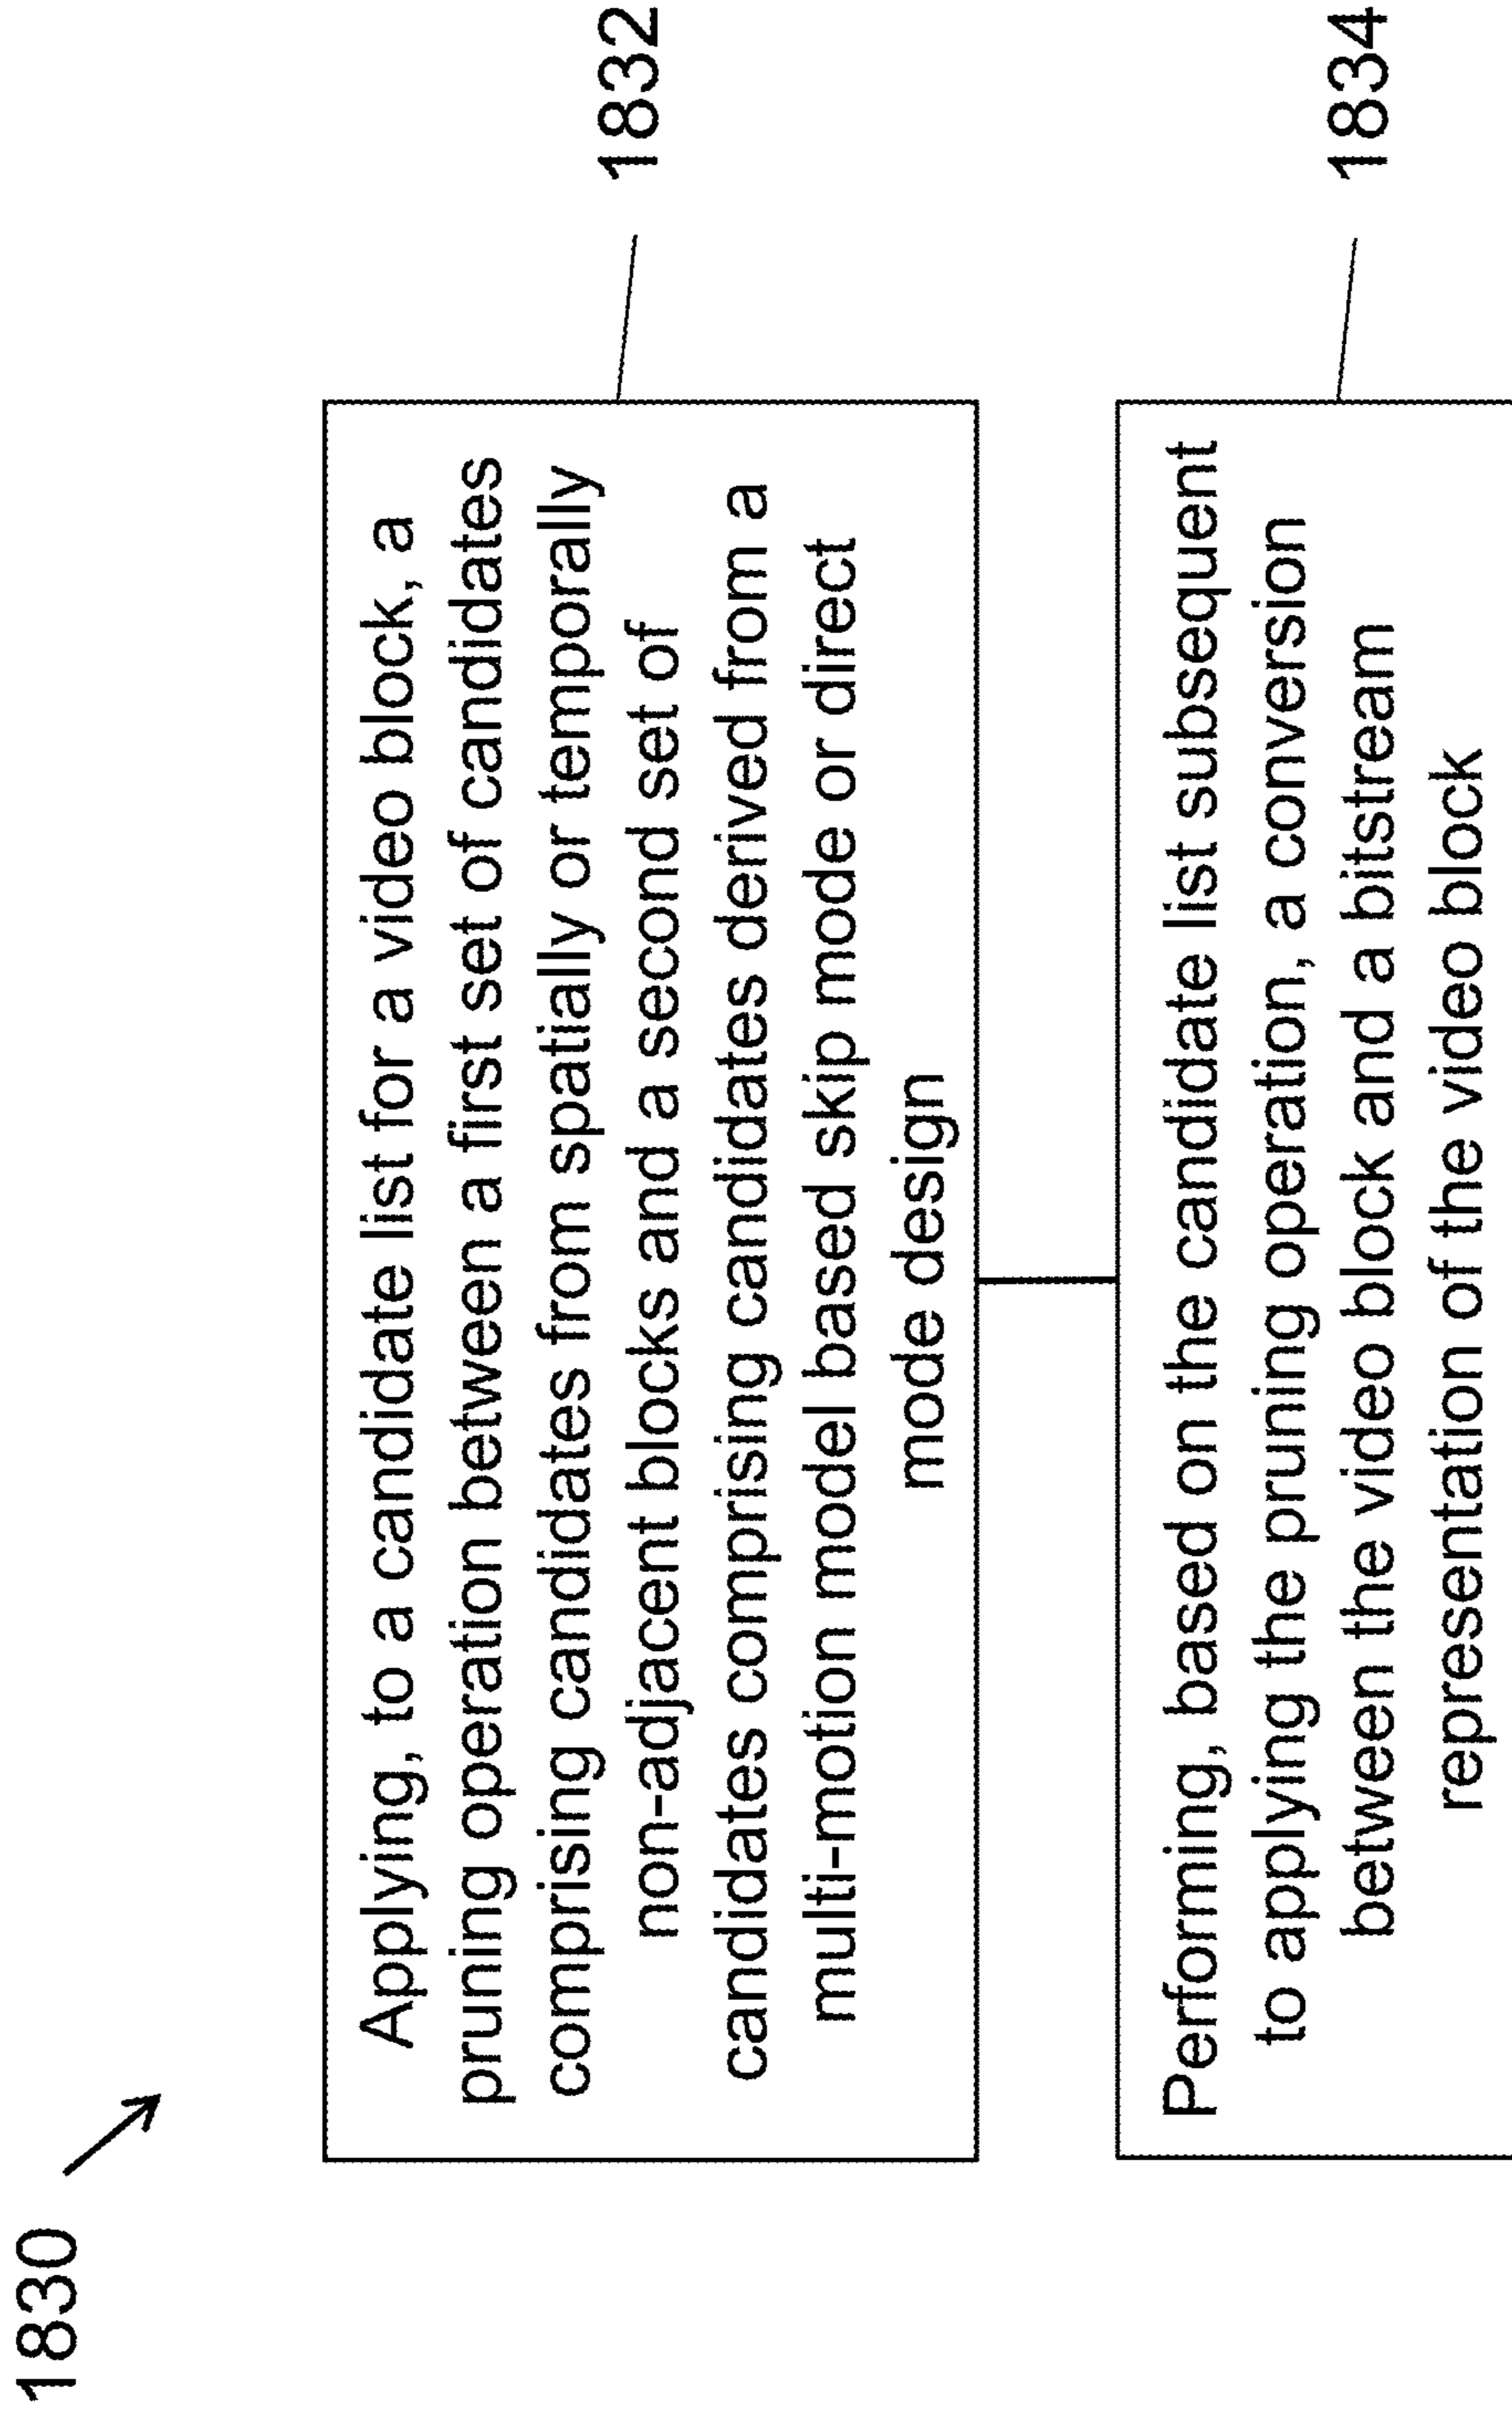 1830
Applying, to a candidate list for a video block, a
pruning operation between a first set of candidates
comprising candidates from spatially or temporally
non-adjacent blocks and a second set of
candidates comprising candidates derived from a
multi-motion model based skip mode or direct
mode design
1832
Performing, based on the candidate list subsequent
to applying the pruning operation, a conversion
between the video block and a bitstream
representation of the video block
1834